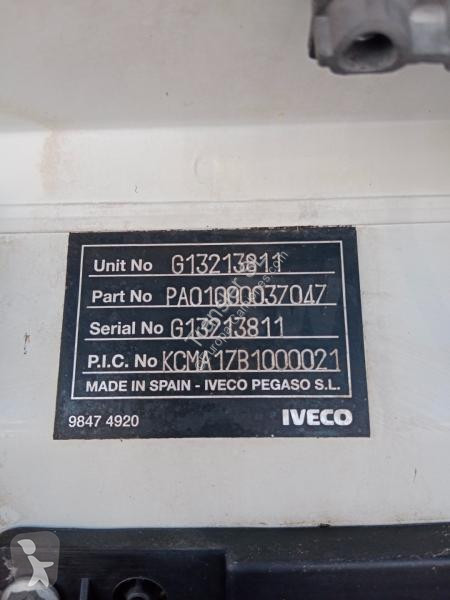 Unit No G13213811
Part No PA01000037047
Serial No G13213811
P.I.C. No KCMA17B1000021
MADE IN SPAIN - IVECO PEGASO S.L.
9847 4920 IVECO